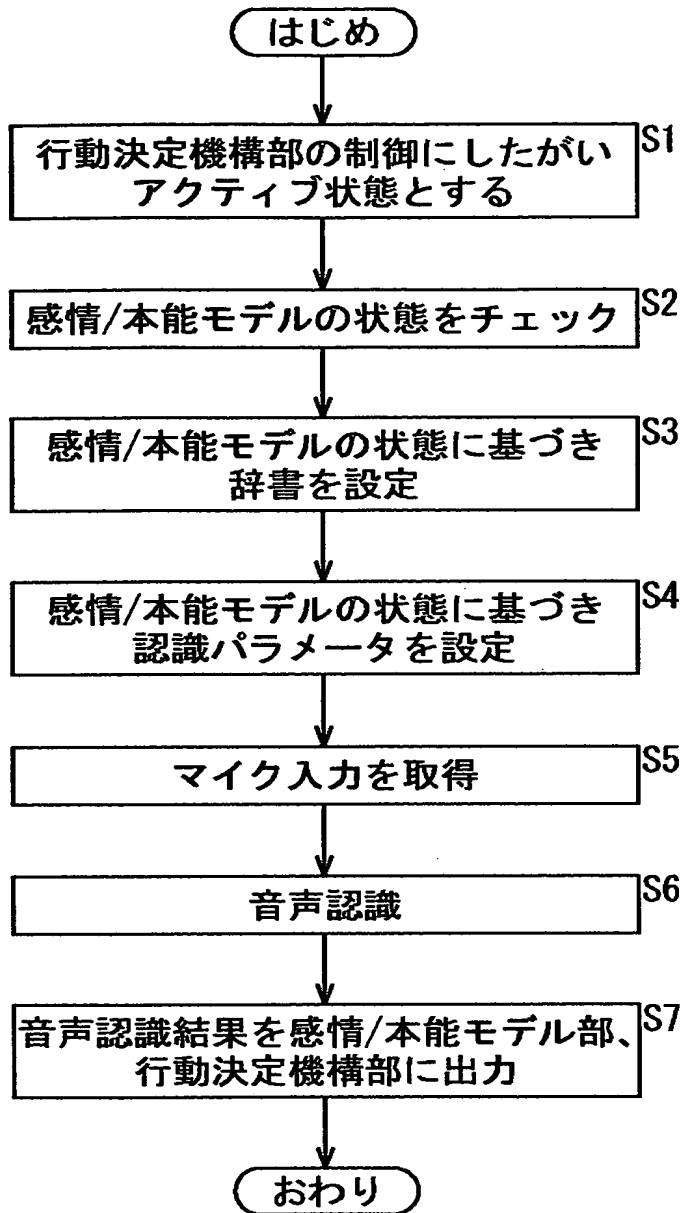 はじめ
S1
行動決定機構部の制御にしたがい
アクティブ状態とする
S2
感情/本能モデルの状態をチェック
S3
感情/本能モデルの状態に基づき
辞書を設定
S4
感情/本能モデルの状態に基づき
認識パラメータを設定
S5
マイク入力を取得
S6
音声認識
S7
音声認識結果を感情/本能モデル部、
行動決定機構部に出力
おわり